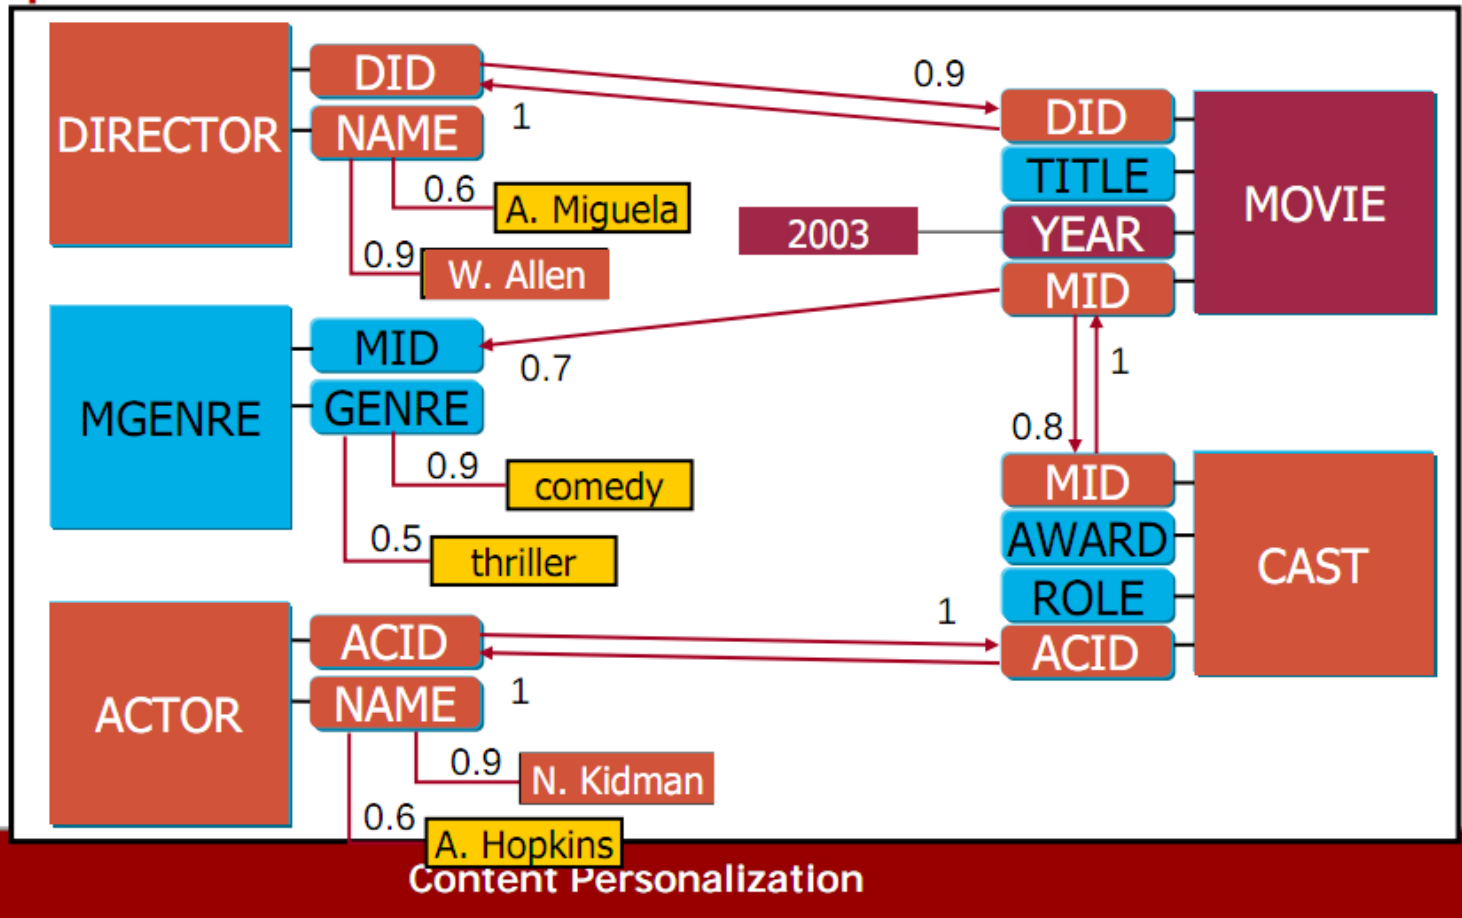 DIRECTOR
DID
NAME
1
0.6
A. Miguela
0.9
W. Allen
0.9
DID
TITLE
YEAR
MID
MOVIE
2003
MGENRE
MID
GENRE
0.7
0.9
comedy
0.5
thriller
1
0.8
MID
AWARD
ROLE
ACID
CAST
ACTOR
ACID
NAME
1
1
0.9
N. Kidman
0.6
A. Hopkins
Content Personalization